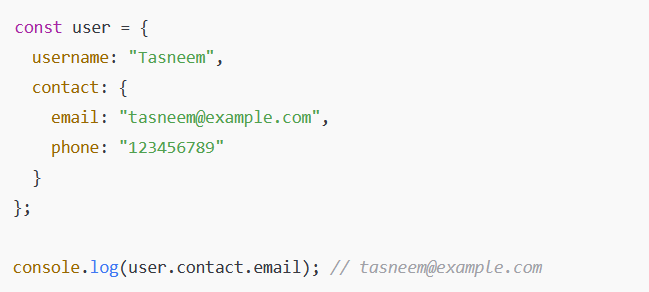 const user = {
  username: "Tasneem",
  contact: {
    email: "tasneem@example.com",
    phone: "123456789"
  }
};

console.log(user.contact.email); // tasneem@example.com